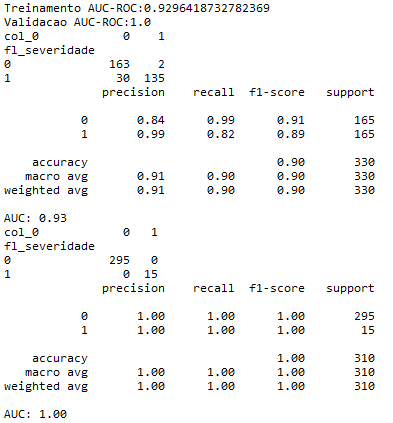 Treinamento AUC-ROC:0.9296418732782369
Validacao AUC-ROC:1.0
col_0 0 1
fl_severidade
0 163 2
1 30 135
precision recall f1-score support
0 0.84 0.99 0.91 165
1 0.99 0.82 0.89 165
accuracy 0.90 330
macro avg 0.91 0.90 0.90 330
weighted avg 0.91 0.90 0.90 330
AUC: 0.93
col_0 0 1
fl_severidade
0 295 0
1 0 15
precision recall f1-score support
0 1.00 1.00 1.00 295
1 1.00 1.00 1.00 15
accuracy 1.00 310
macro avg 1.00 1.00 1.00 310
weighted avg 1.00 1.00 1.00 310
AUC: 1.00